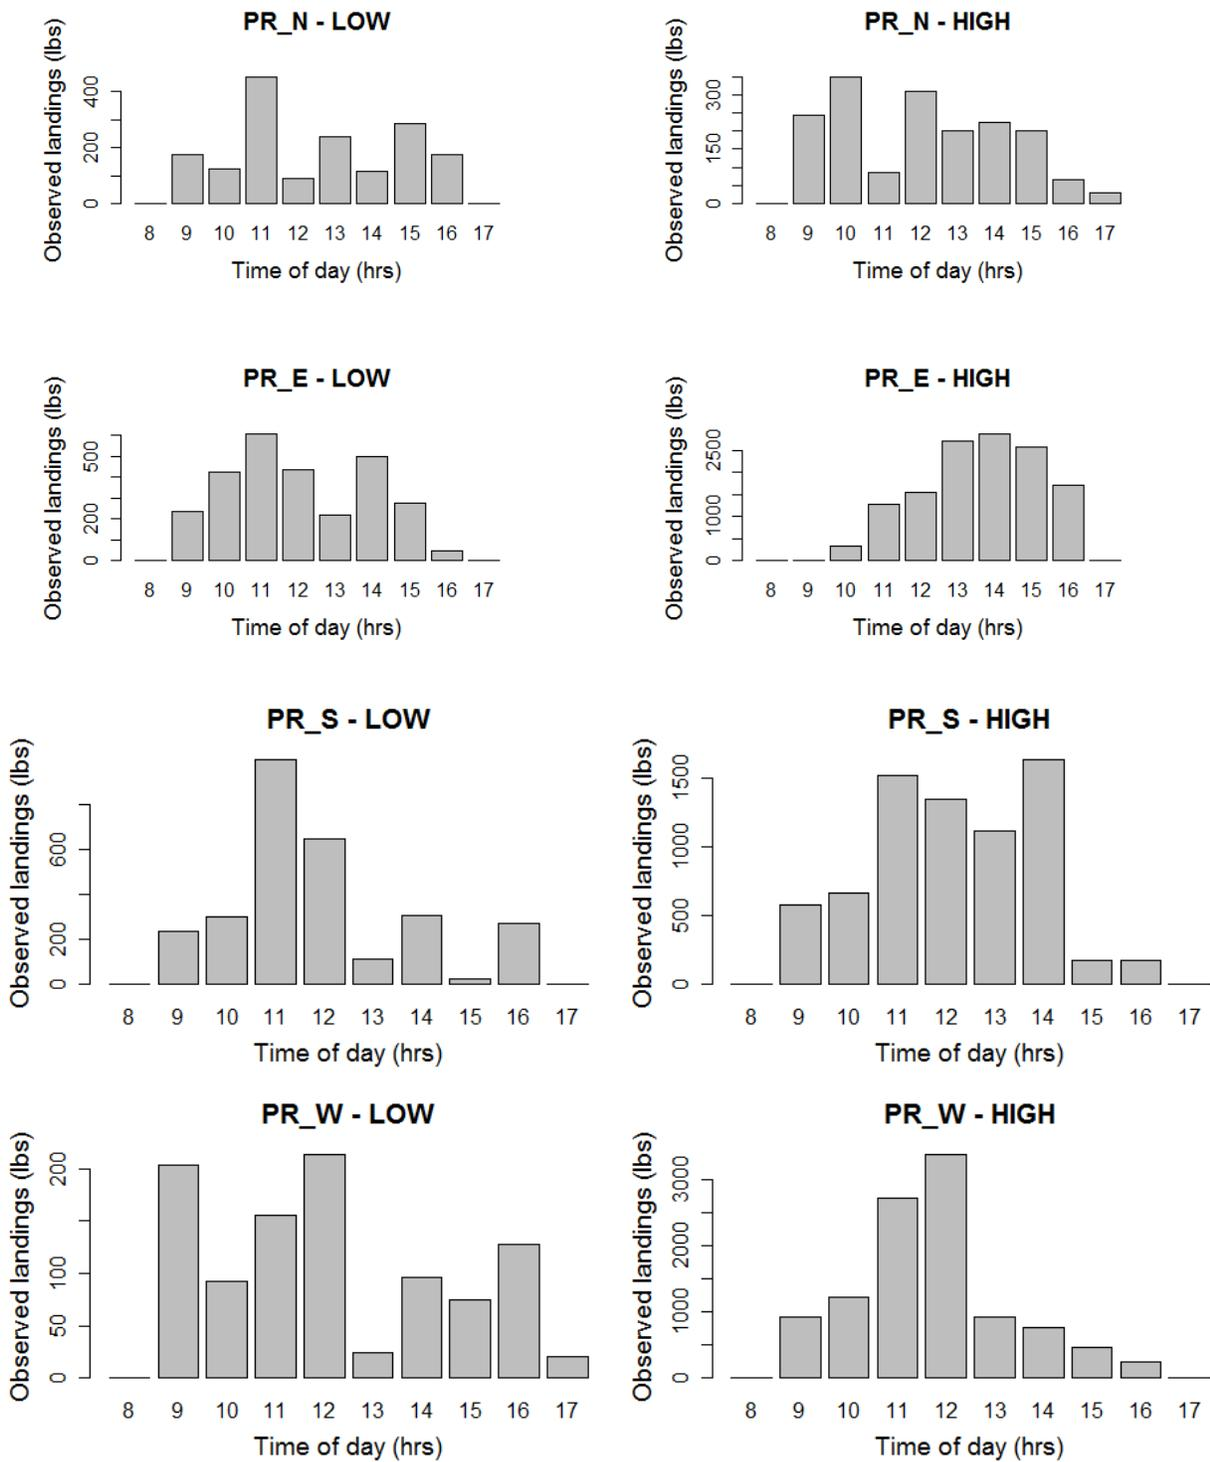 PR_N - LOW
Observed landings (lbs)
400
200
0
8 9 10 11 12 13 14 15 16 17
Time of day (hrs)
PR_N - HIGH
Observed landings (lbs)
300
150
0
8 9 10 11 12 13 14 15 16 17
Time of day (hrs)
PR_E - LOW
Observed landings (lbs)
500
200
0
8 9 10 11 12 13 14 15 16 17
Time of day (hrs)
PR_E - HIGH
Observed landings (lbs)
2500
1000
0
8 9 10 11 12 13 14 15 16 17
Time of day (hrs)
PR_S - LOW
Observed landings (lbs)
600
200
0
8 9 10 11 12 13 14 15 16 17
Time of day (hrs)
PR_S - HIGH
Observed landings (lbs)
1500
1000
500
0
8 9 10 11 12 13 14 15 16 17
Time of day (hrs)
PR_W - LOW
Observed landings (lbs)
200
100
50
0
8 9 10 11 12 13 14 15 16 17
Time of day (hrs)
PR_W - HIGH
Observed landings (lbs)
3000
2000
1000
0
8 9 10 11 12 13 14 15 16 17
Time of day (hrs)